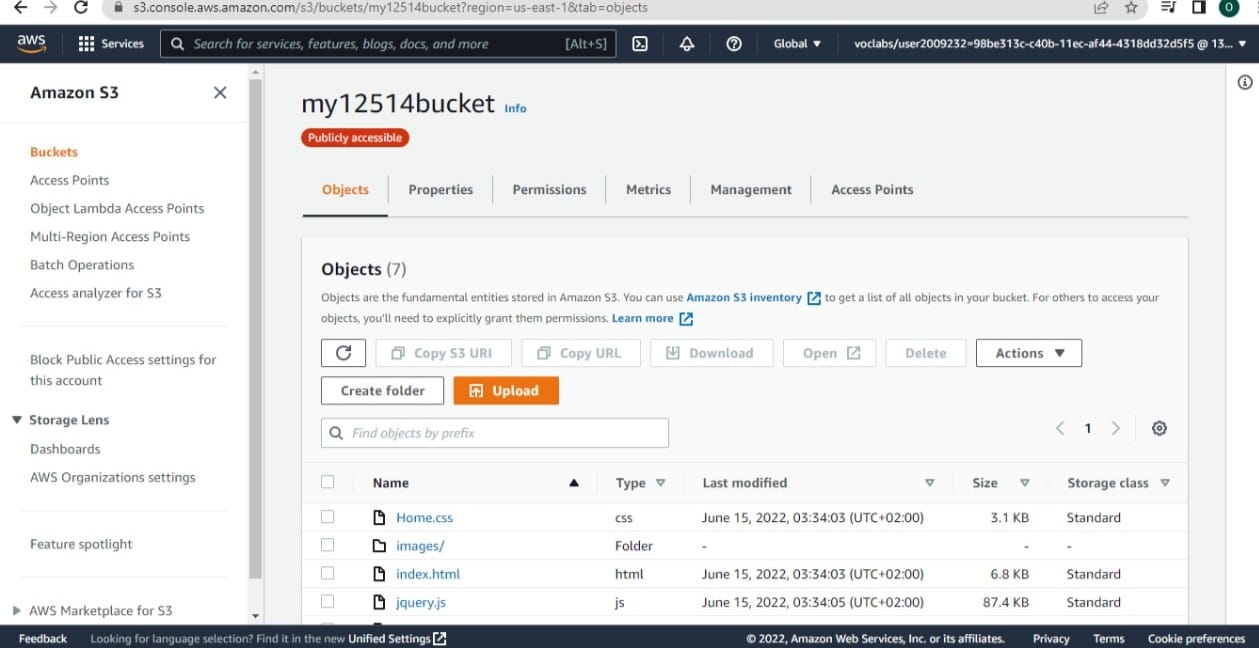 s3.console.aws.amazon.com/s3/buckets/my12514bucket?region=us-east-1&tab=objects
O
aws
Services
Search for services, features, blogs, docs, and more
[Alt+S]
Global ▼
voclabs/user2009232=98be313c-c40b-11ec-af44-4318dd32d5f5 @ 13... ▼
Amazon S3
Buckets
Access Points
Object Lambda Access Points
Multi-Region Access Points
Batch Operations
Access analyzer for S3
Block Public Access settings for
this account
Storage Lens
Dashboards
AWS Organizations settings
Feature spotlight
AWS Marketplace for S3
my12514bucket Info
Publicly accessible
Objects Properties Permissions Metrics Management Access Points
Objects (7)
Objects are the fundamental entities stored in Amazon S3. You can use Amazon S3 inventory to get a list of all objects in your bucket. For others to access your
objects, you'll need to explicitly grant them permissions. Learn more
Copy S3 URI Copy URL Download Open Delete Actions ▼
Create folder Upload
Find objects by prefix
1
Name Type Last modified Size Storage class
Home.css css June 15, 2022, 03:34:03 (UTC+02:00) 3.1 KB Standard
images/ Folder - - -
index.html html June 15, 2022, 03:34:03 (UTC+02:00) 6.8 KB Standard
jquery.js js June 15, 2022, 03:34:05 (UTC+02:00) 87.4 KB Standard
Feedback Looking for language selection? Find it in the new Unified Settings © 2022, Amazon Web Services, Inc. or its affiliates. Privacy Terms Cookie preferences